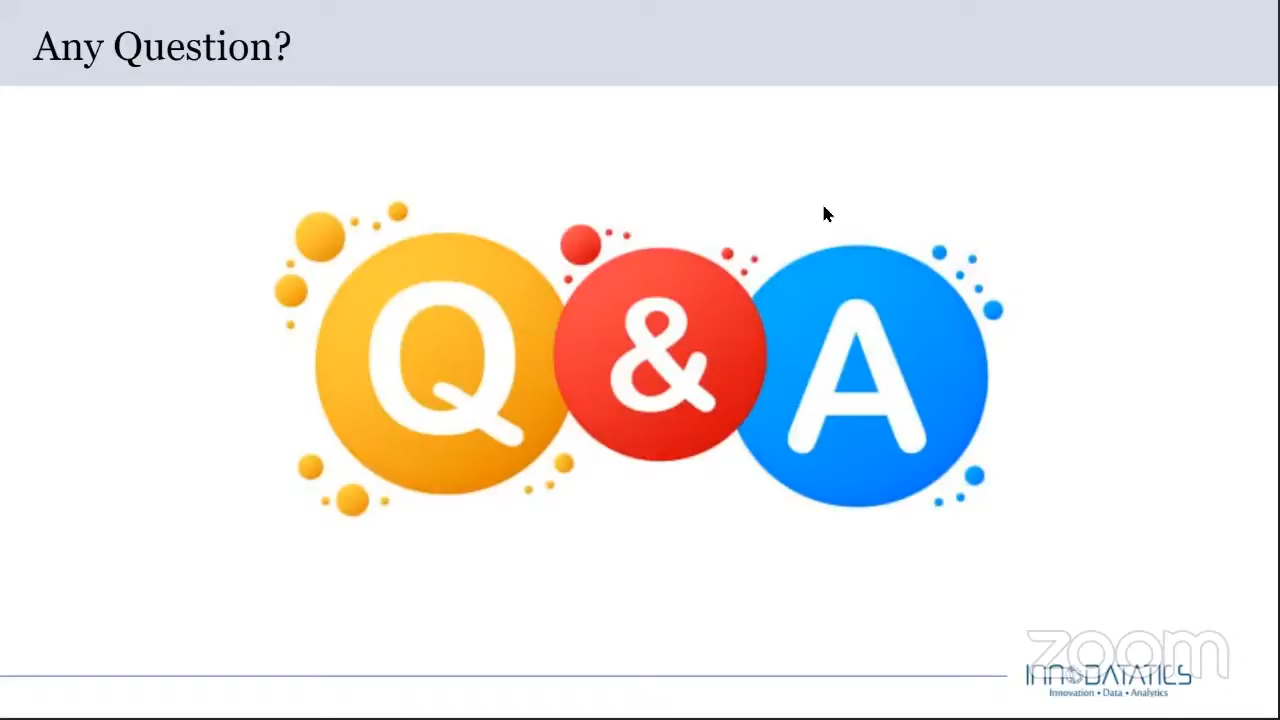 Any Question?
Q & A
zoom
INNODATATICS
Innovation • Data • Analytics